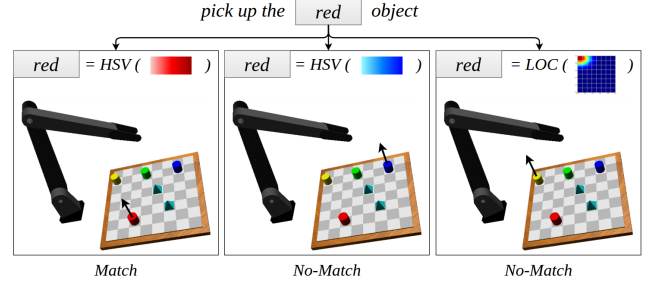 pick up the red object
red = HSV ( )
red = HSV ( )
red = LOC ( )
Match
No-Match
No-Match